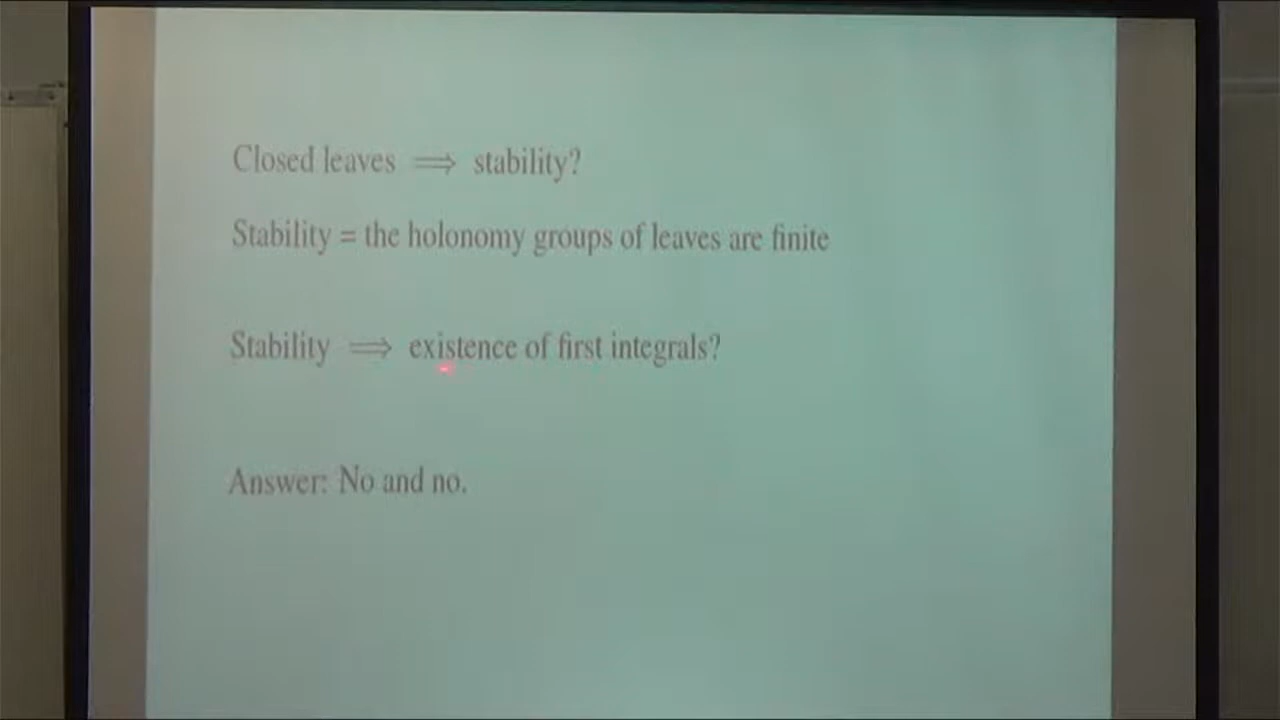 Closed leaves ⟹ stability?
Stability = the holonomy groups of leaves are finite
Stability ⟹ existence of first integrals?
Answer: No and no.